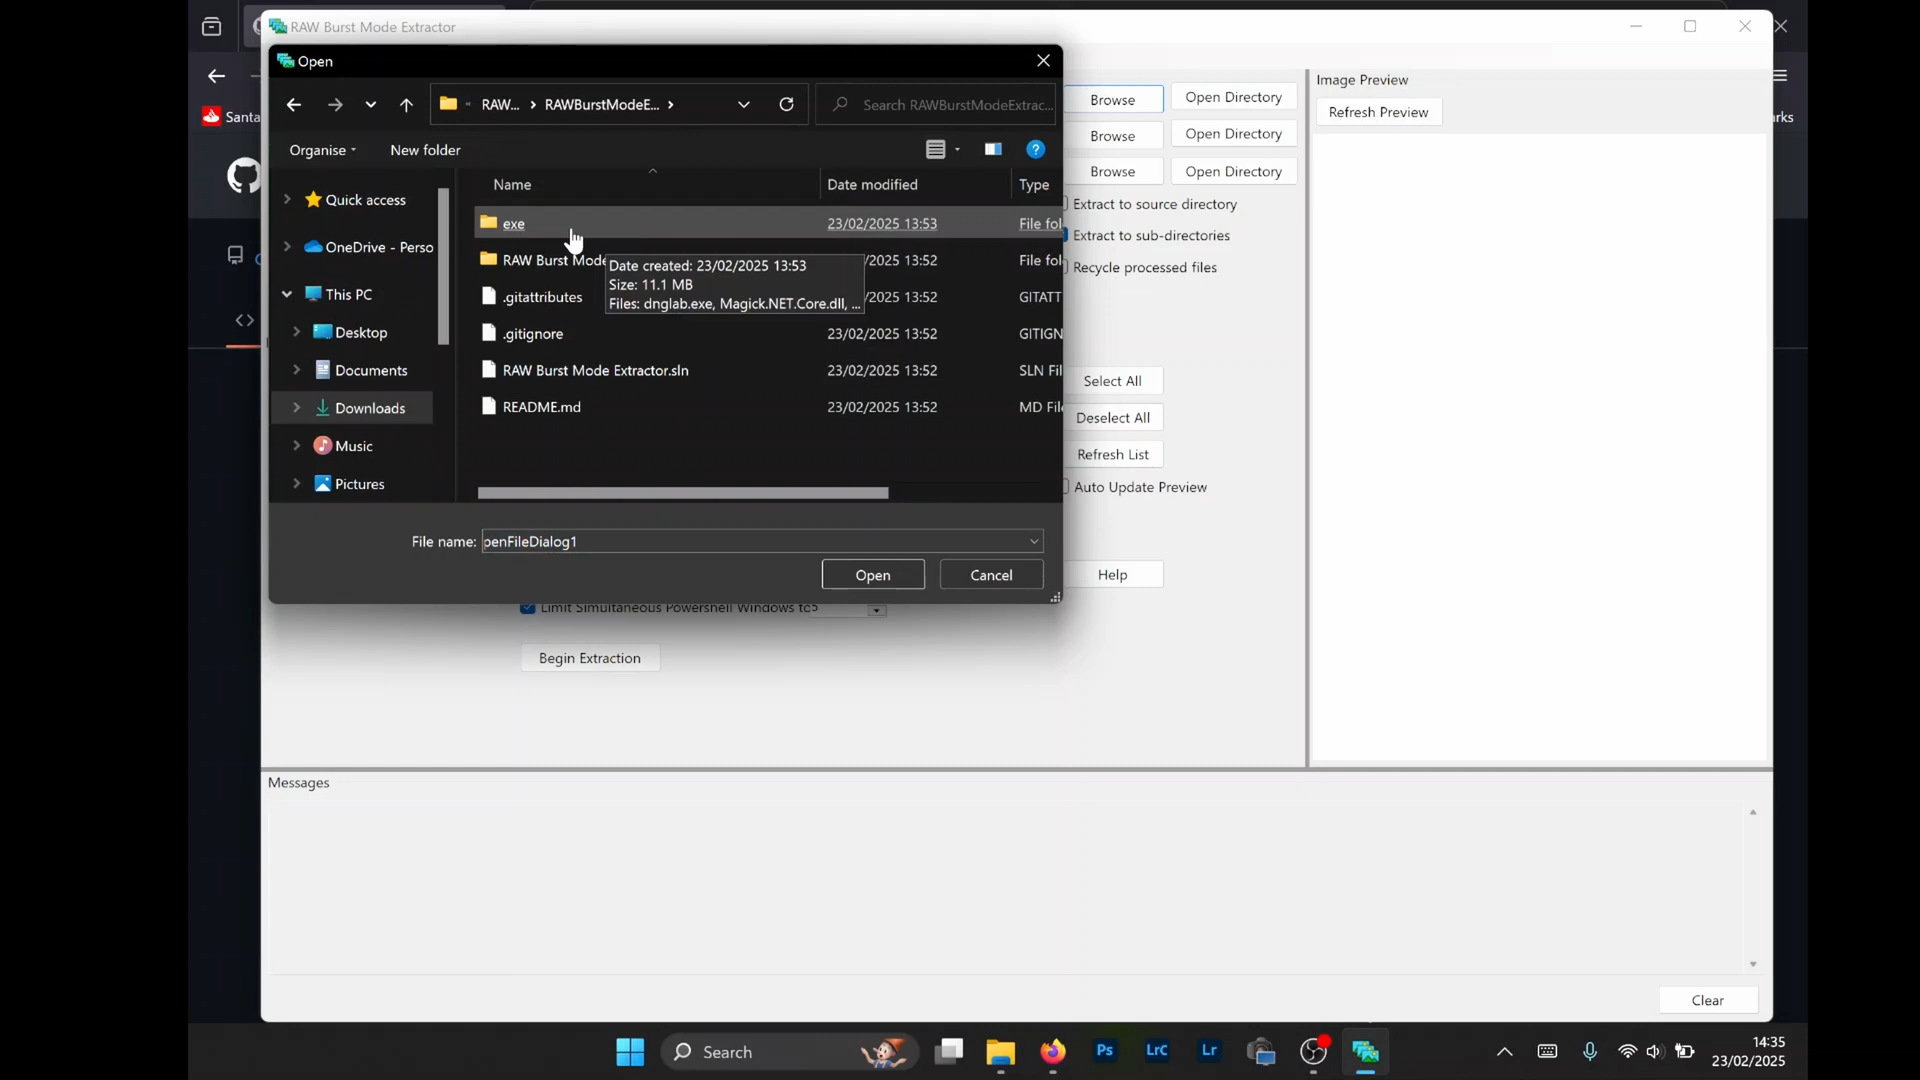 RAW Burst Mode Extractor
Open
RAW... > RAWBurstModeE... >
Search RAWBurstModeExtrac...
Organise
New folder
Name
Date modified
Type
Quick access
OneDrive - Perso
This PC
Desktop
Documents
Downloads
Music
Pictures
exe 23/02/2025 13:53 File fol
RAW Burst Mode /02/2025 13:52 File fol
.gitattributes /02/2025 13:52 GITATT
.gitignore 23/02/2025 13:52 GITIGN
RAW Burst Mode Extractor.sln 23/02/2025 13:52 SLN Fil
README.md 23/02/2025 13:52 MD File
Date created: 23/02/2025 13:53
Size: 11.1 MB
Files: dnglab.exe, Magick.NET.Core.dll, ...
File name: penFileDialog1
Open
Cancel
Browse
Open Directory
Browse
Open Directory
Browse
Open Directory
Extract to source directory
Extract to sub-directories
Recycle processed files
Select All
Deselect All
Refresh List
Auto Update Preview
Help
Limit Simultaneous Powershell Windows to 5
Begin Extraction
Image Preview
Refresh Preview
Messages
Clear
Santa
rks
Search
Ps
LrC
Lr
14:35
23/02/2025